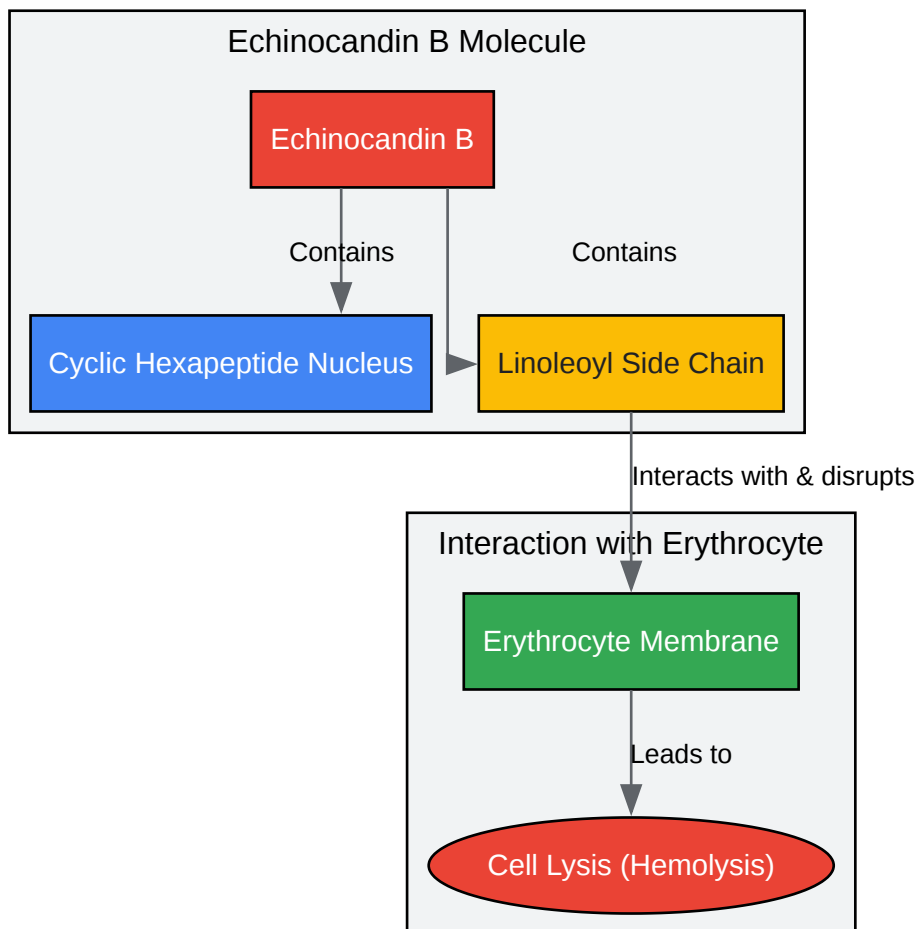 Echinocandin B Molecule
Echinocandin B
Contains
Contains
Cyclic Hexapeptide Nucleus
Linoleoyl Side Chain
Interacts with & disrupts
Interaction with Erythrocyte
Erythrocyte Membrane
Leads to
Cell Lysis (Hemolysis)